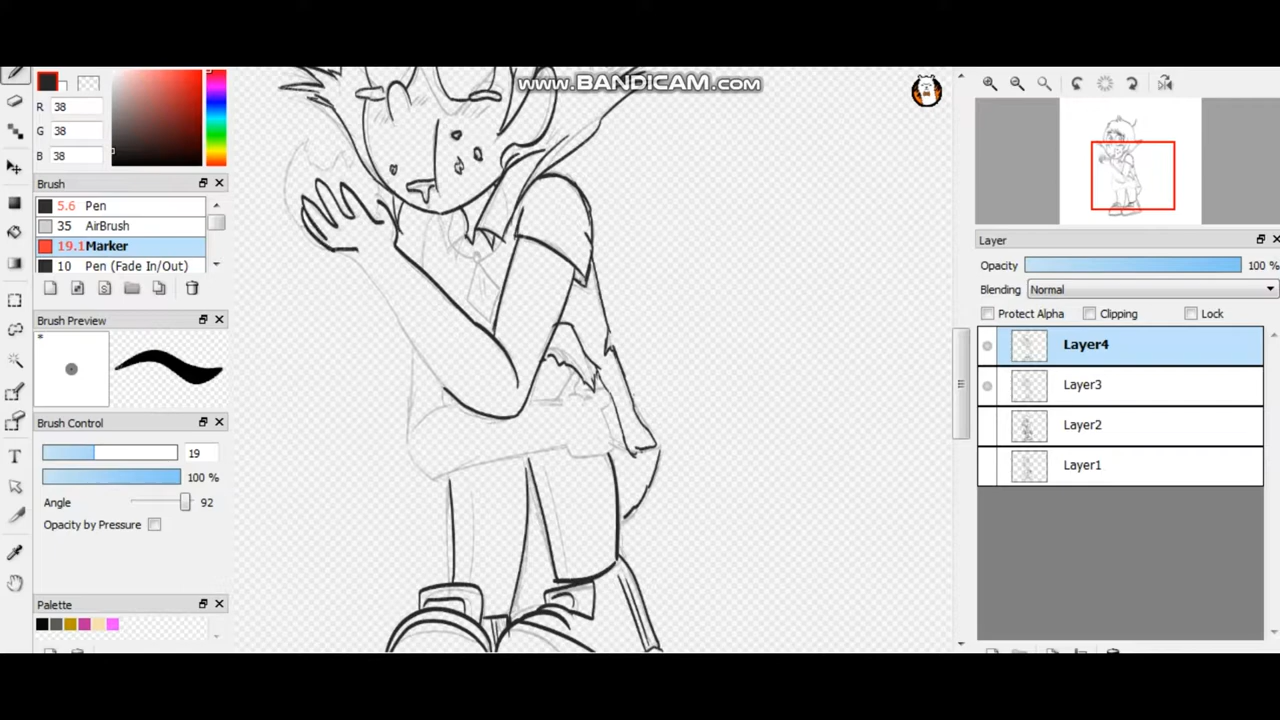 www.BANDICAM.com
R 38
G 38
B 38
Brush
5.6 Pen
35 AirBrush
19.1 Marker
10 Pen (Fade In/Out)
Brush Preview
*
Brush Control
19
100 %
Angle 92
Opacity by Pressure
Palette
Layer
Opacity 100 %
Blending Normal
Protect Alpha Clipping Lock
Layer4
Layer3
Layer2
Layer1